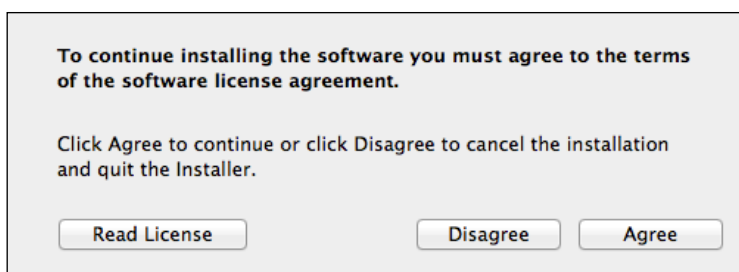 To continue installing the software you must agree to the terms
of the software license agreement.
Click Agree to continue or click Disagree to cancel the installation
and quit the Installer.
Read License Disagree Agree